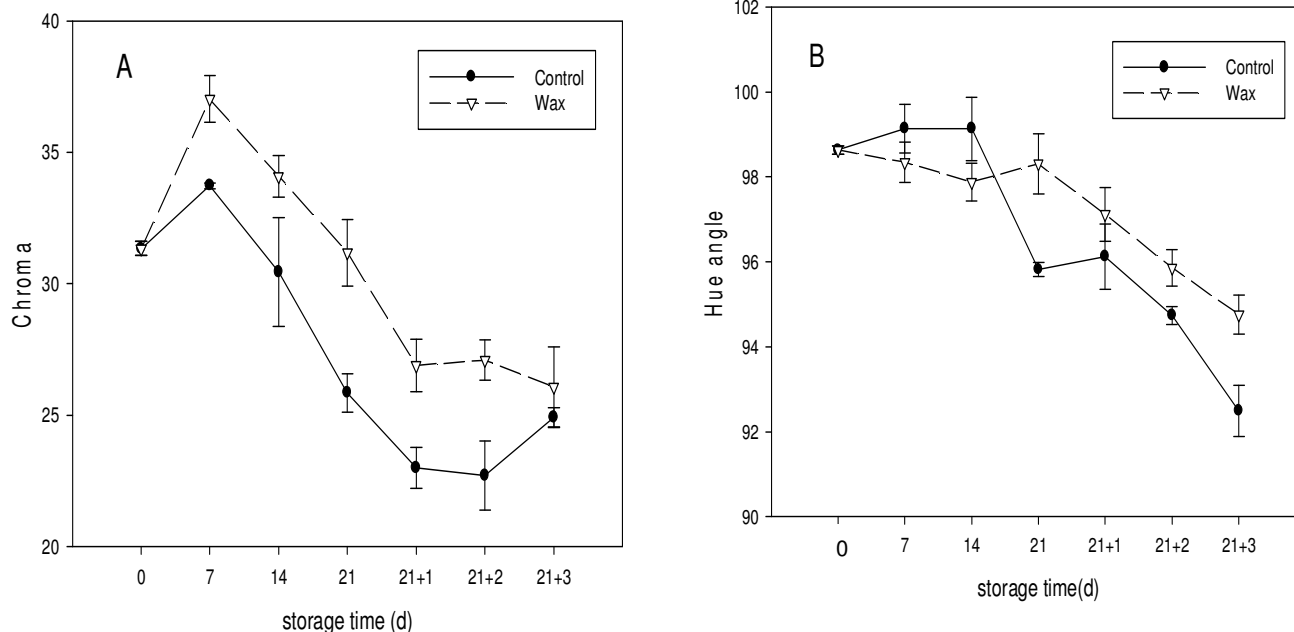 A
Control
Wax
40
35
30
25
20
Chroma
0 7 14 21 21+1 21+2 21+3
storage time (d)
B
Control
Wax
102
100
98
96
94
92
90
Hue angle
0 7 14 21 21+1 21+2 21+3
storage time(d)